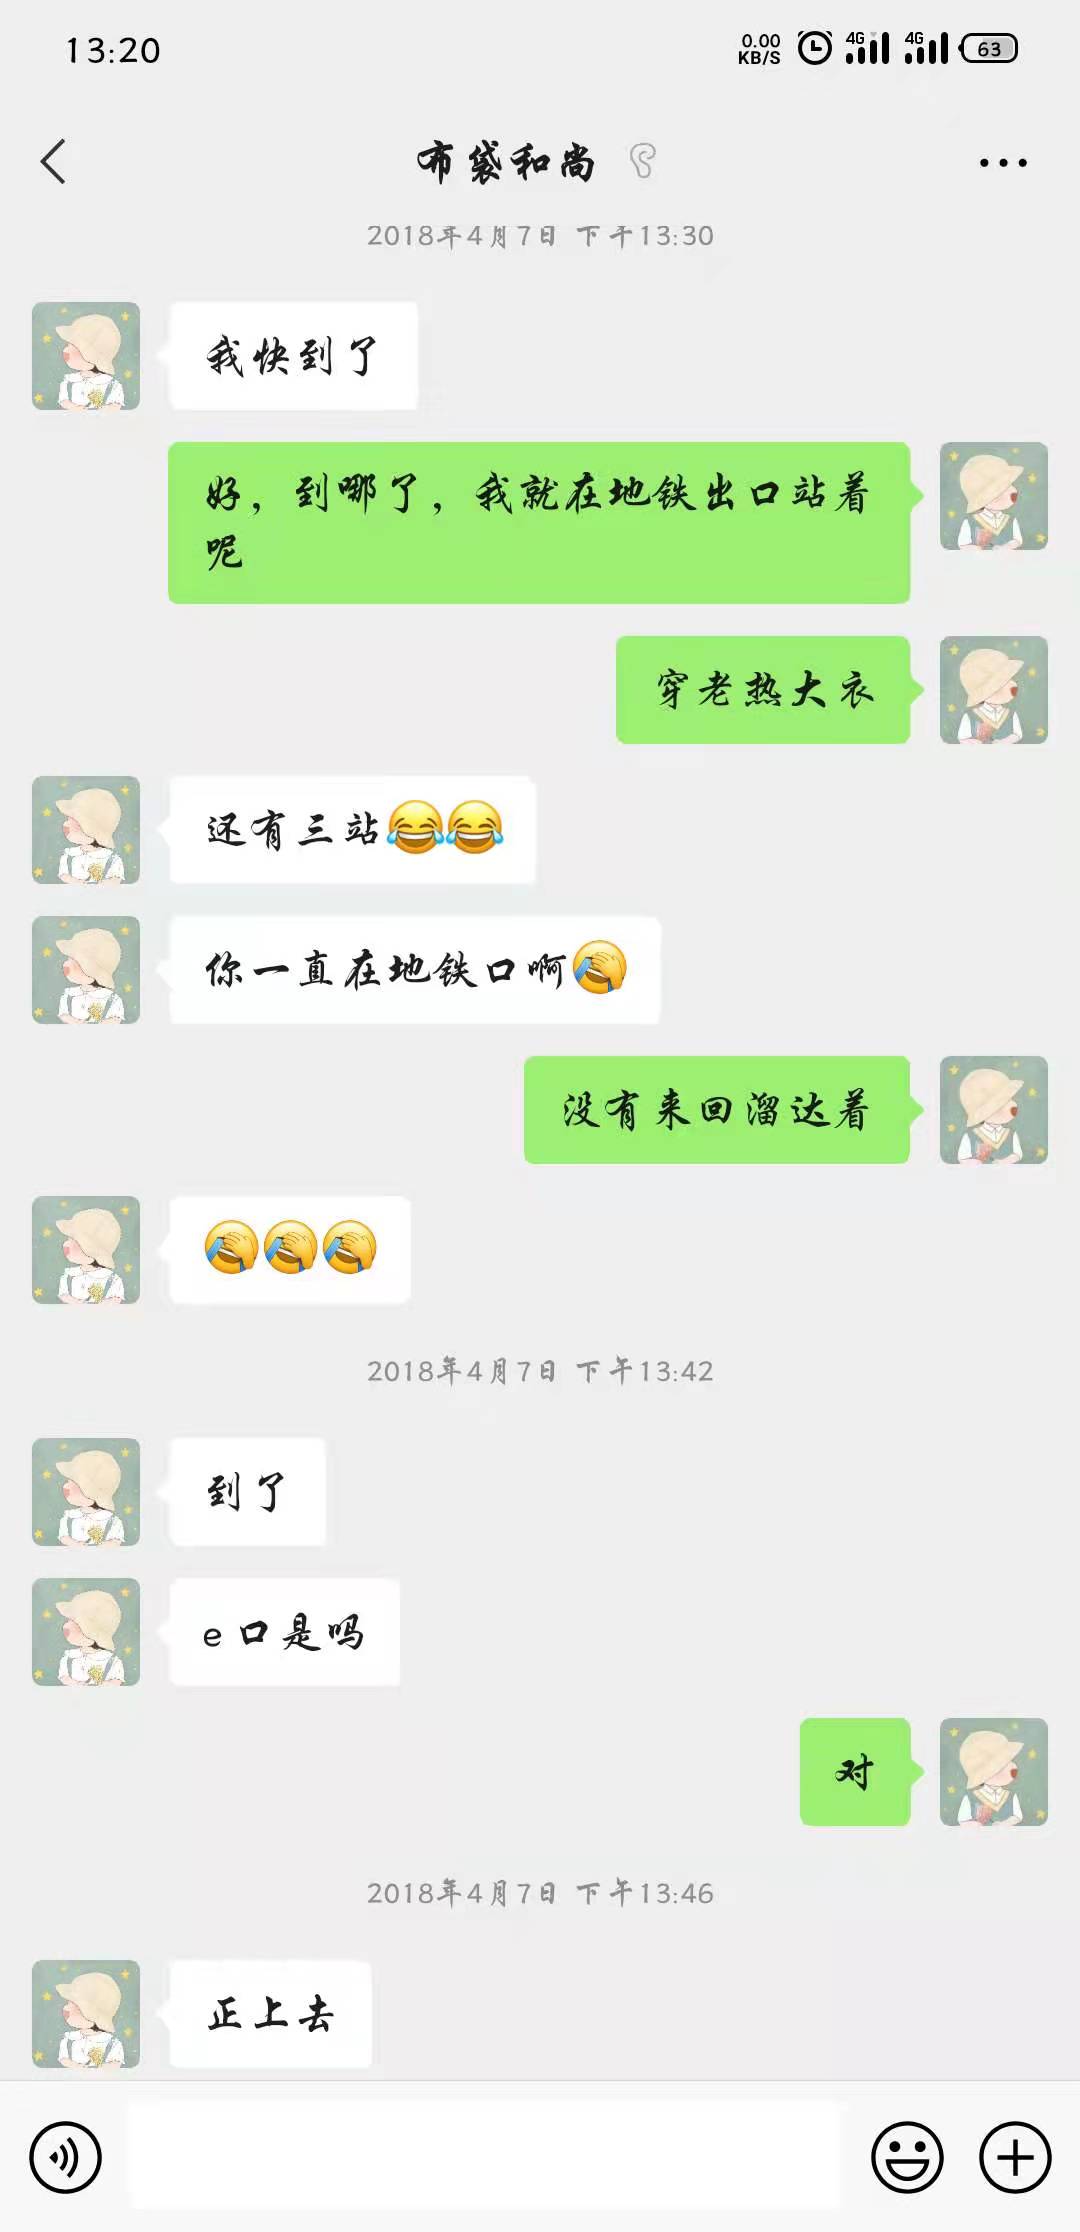 13:20
0.00
KB/S
4G
4G
63
布袋和尚
2018年4月7日 下午13:30
我快到了
好，到哪了，我就在地铁出口站着
呢
穿老热大衣
还有三站😂😂
你一直在地铁口啊🤦
没有来回溜达着
🤦🤦🤦
2018年4月7日 下午13:42
到了
e口是吗
对
2018年4月7日 下午13:46
正上去